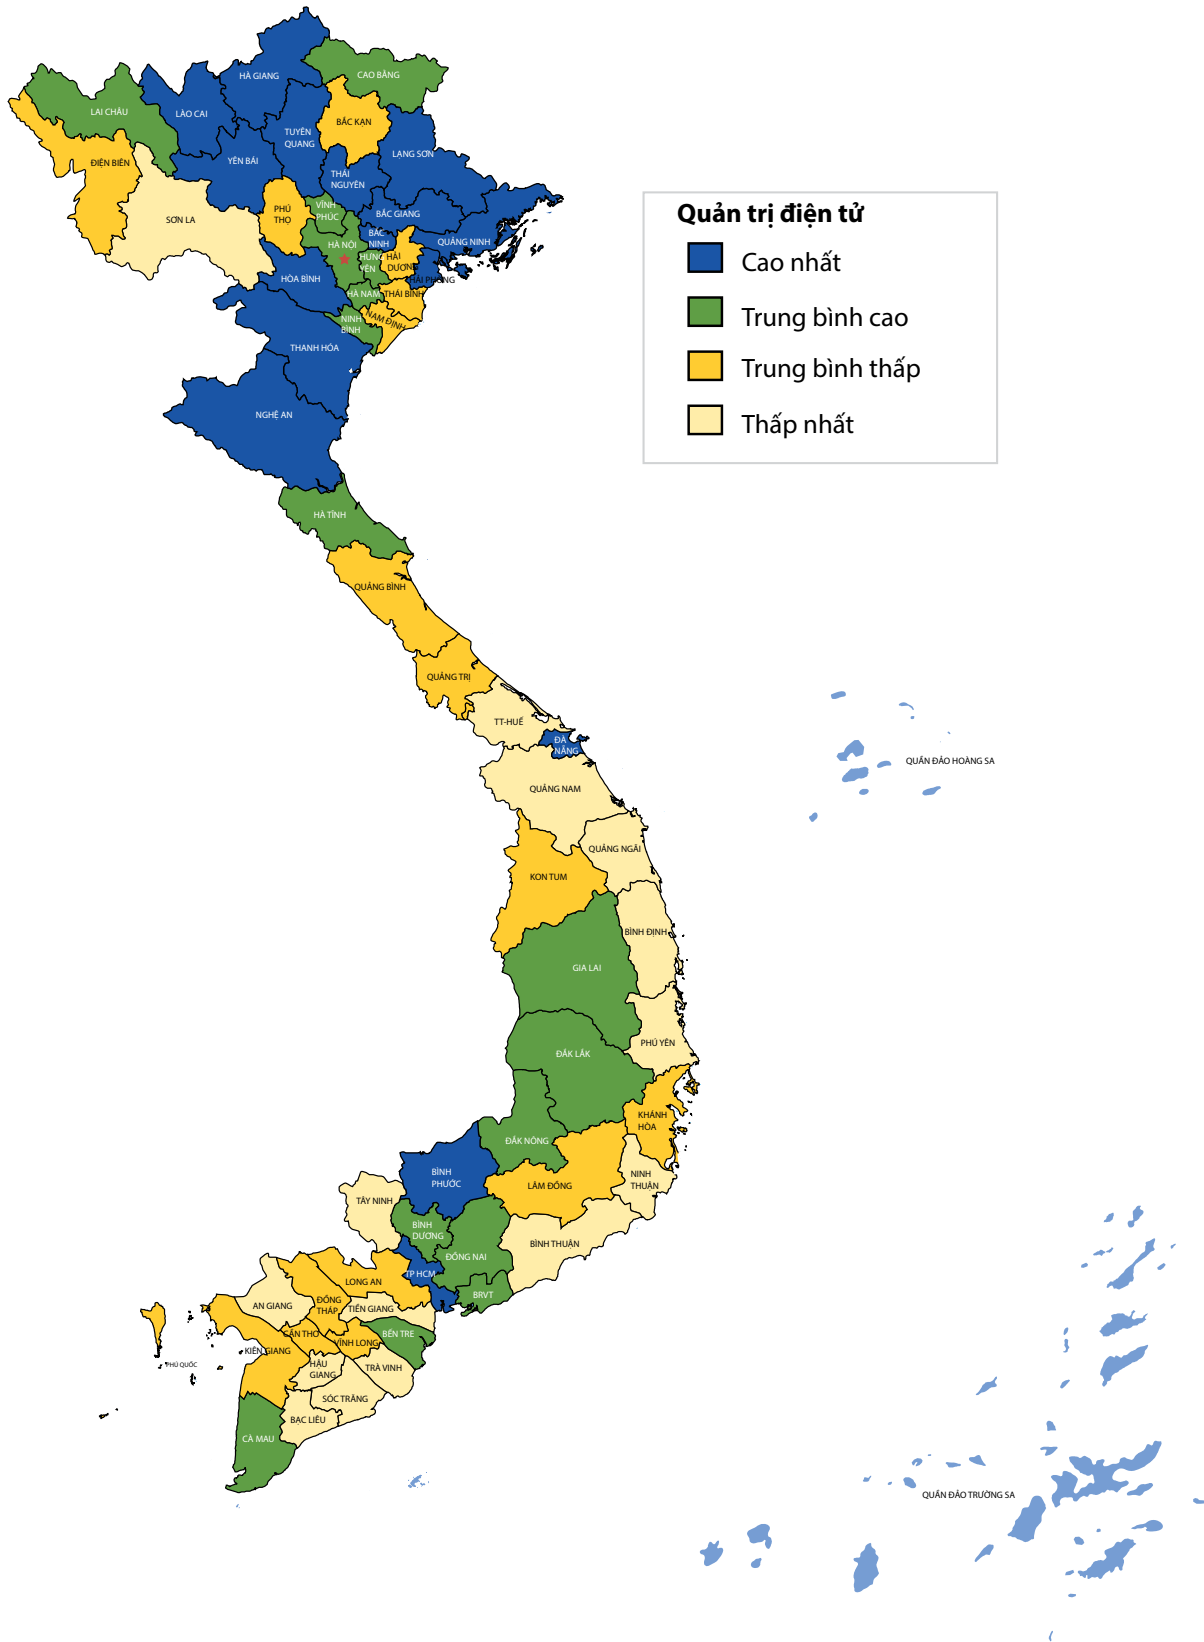 HÀ GIANG
CAO BẰNG
LAI CHÂU
LÀO CAI
BẮC KẠN
TUYÊN
QUANG
LẠNG SƠN
ĐIỆN BIÊN
YÊN BÁI
THÁI
NGUYÊN
SƠN LA
PHÚ
THỌ
VĨNH
PHÚC
BẮC GIANG
BẮC
NINH
QUẢNG NINH
HÀ NỘI
HƯNG
YÊN
HẢI
DƯƠNG
HÒA BÌNH
HẢI PHÒNG
HÀ NAM
THÁI BÌNH
NINH
BÌNH
NAM ĐỊNH
THANH HÓA
NGHỆ AN
Quản trị điện tử
Cao nhất
Trung bình cao
Trung bình thấp
Thấp nhất
HÀ TĨNH
QUẢNG BÌNH
QUẢNG TRỊ
TT-HUẾ
ĐÀ
NẴNG
QUẦN ĐẢO HOÀNG SA
QUẢNG NAM
QUẢNG NGÃI
KON TUM
BÌNH ĐỊNH
GIA LAI
PHÚ YÊN
ĐẮK LẮK
KHÁNH
HÒA
ĐẮK NÔNG
BÌNH
PHƯỚC
NINH
THUẬN
LÂM ĐỒNG
TÂY NINH
BÌNH
DƯƠNG
BÌNH THUẬN
ĐỒNG NAI
TP HCM
LONG AN
BRVT
AN GIANG
ĐỒNG
THÁP
TIỀN GIANG
CẦN THƠ
VĨNH LONG
BẾN TRE
KIÊN GIANG
PHÚ QUỐC
HẬU
GIANG
TRÀ VINH
SÓC TRĂNG
BẠC LIÊU
CÀ MAU
QUẦN ĐẢO TRƯỜNG SA